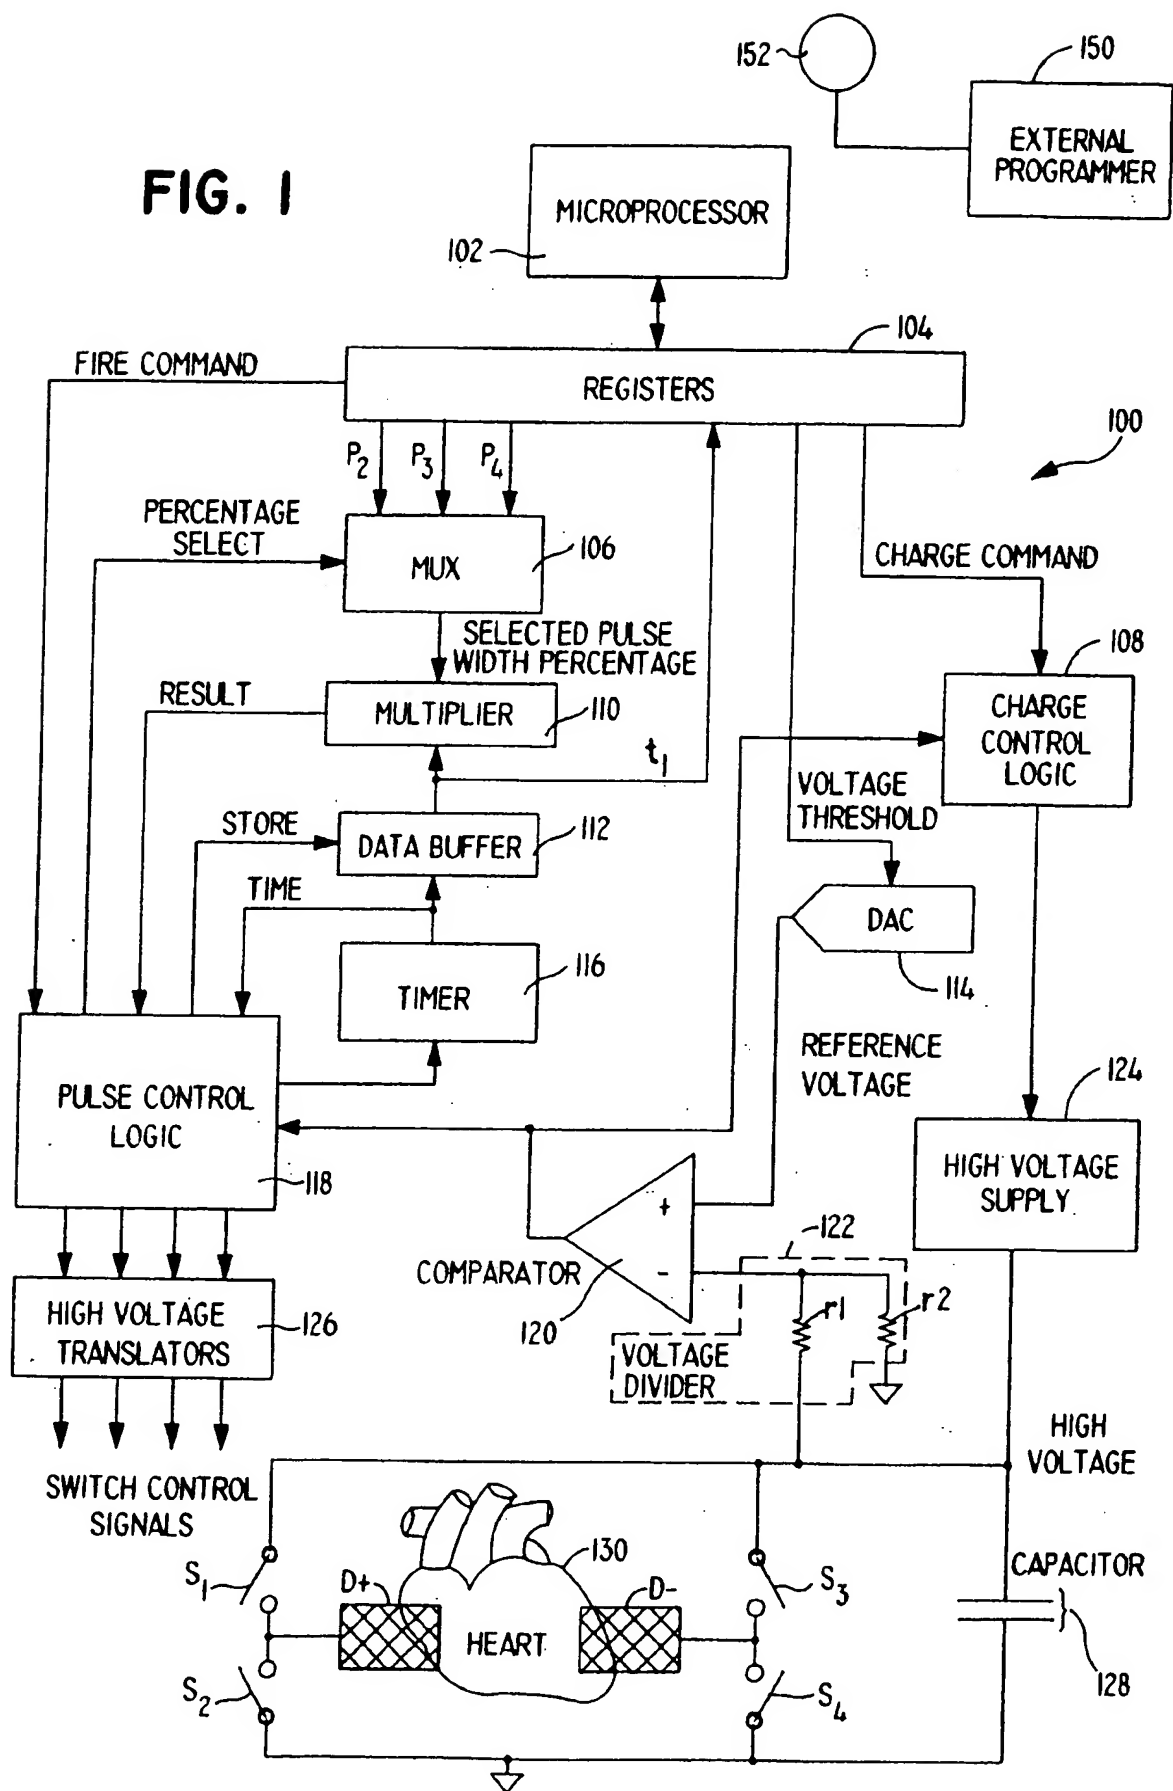 152
150
EXTERNAL
PROGRAMMER
FIG. 1
MICROPROCESSOR
102
104
FIRE COMMAND
REGISTERS
100
P2
P3
P4
PERCENTAGE
SELECT
MUX
106
CHARGE COMMAND
SELECTED PULSE
WIDTH PERCENTAGE
108
RESULT
MULTIPLIER
110
CHARGE
CONTROL
LOGIC
t1
VOLTAGE
THRESHOLD
STORE
DATA BUFFER
112
TIME
DAC
114
TIMER
116
REFERENCE
VOLTAGE
124
PULSE CONTROL
LOGIC
118
HIGH VOLTAGE
SUPPLY
+
-
122
COMPARATOR
120
r1
r2
HIGH VOLTAGE
TRANSLATORS
126
VOLTAGE
DIVIDER
HIGH
VOLTAGE
SWITCH CONTROL
SIGNALS
130
CAPACITOR
S1
D+
D-
S3
HEART
128
S2
S4